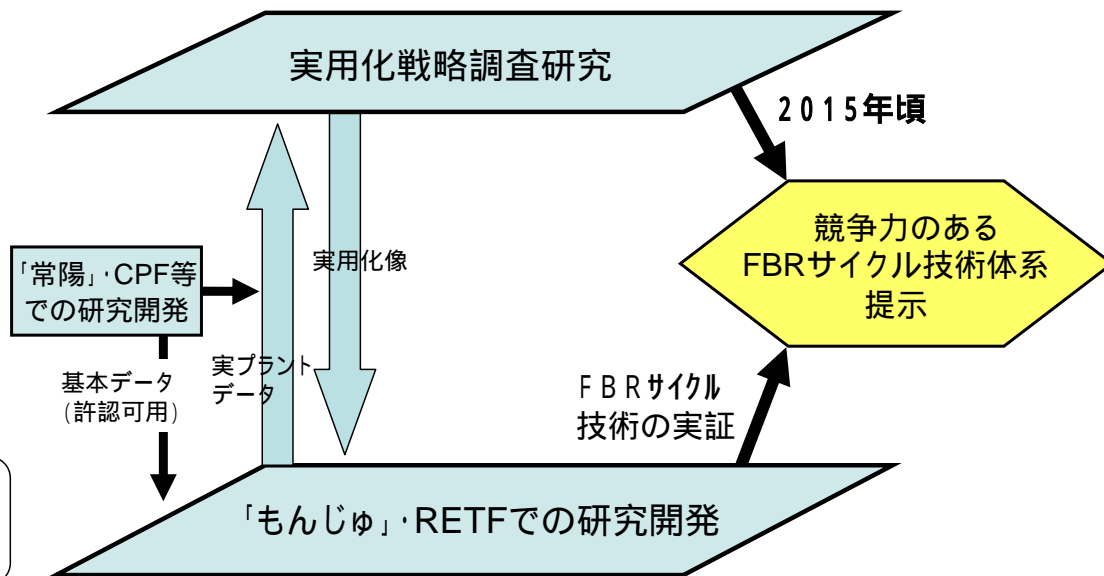 実用化戦略調査研究
2015年頃
競争力のある
FBRサイクル技術体系
提示
「常陽」・CPF等
での研究開発
実用化像
実プラント
データ
基本データ
(許認可用)
FBRサイクル
技術の実証
「もんじゅ」・RETFでの研究開発